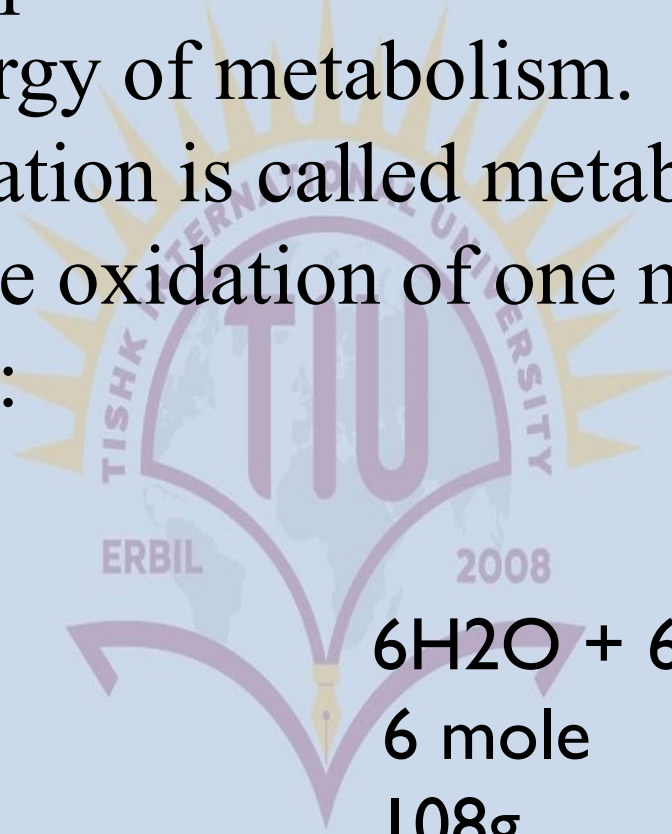 rgy of metabolism.
ation is called metab
e oxidation of one
:
TISHK INTERNATIONAL UNIVERSITY
TIU
ERBIL 2008
6H2O + 6
6 mole
108g